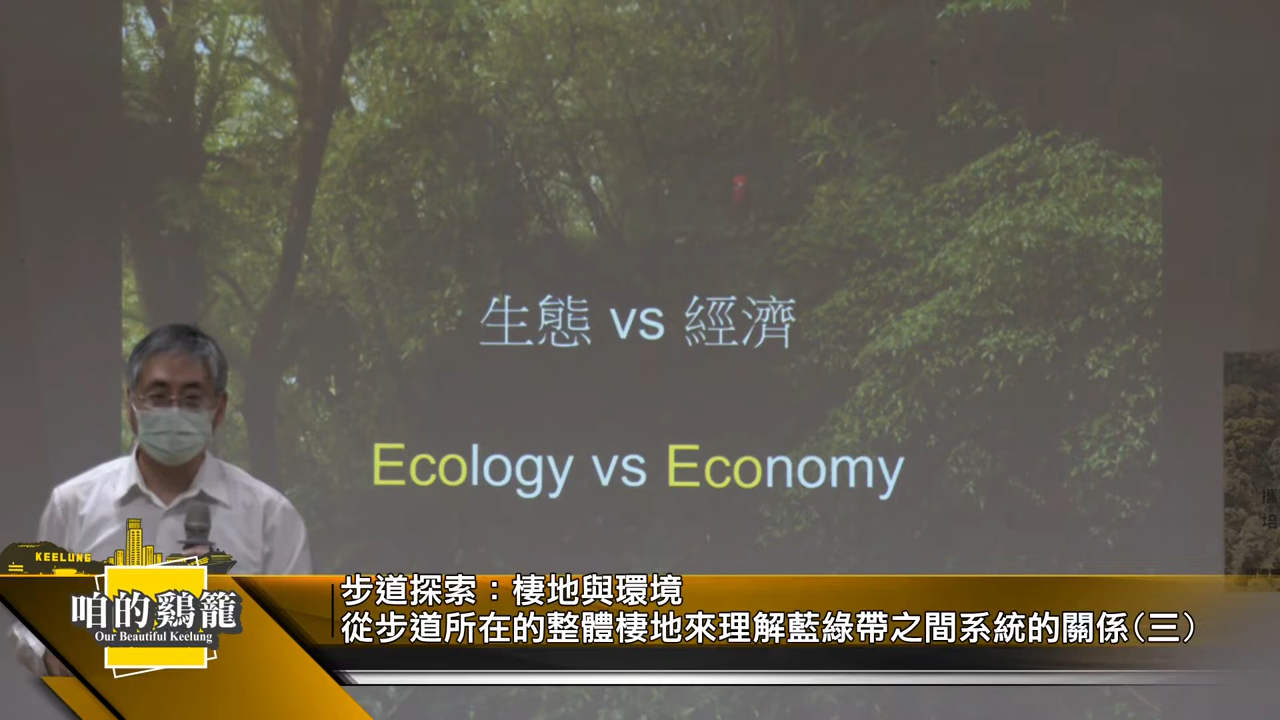 生態 vs 經濟
Ecology vs Economy
KEELUNG
咱的鷄籠
Our Beautiful Keelung
步道探索：棲地與環境
從步道所在的整體棲地來理解藍綠帶之間系統的關係(三)